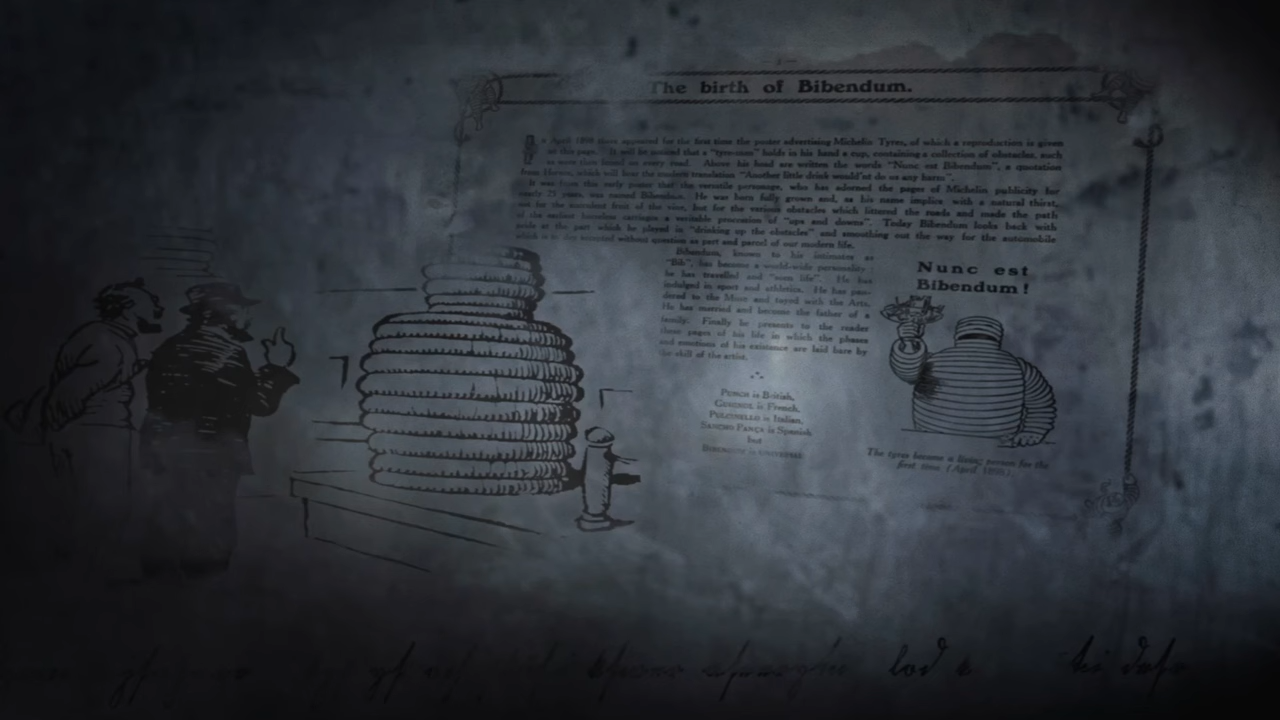 The birth of Bibendum.
In April 1898 there appeared for the first time the poster advertising Michelin Tyres, of which a reproduction is given
on this page. It will be noticed that a "tyre-man" holds in his hand a cup, containing a collection of obstacles, such
as were then found on every road. Above his head are written the words "Nunc est Bibendum", a quotation
from Horace, which will bear the modern translation "Another little drink would'nt do us any harm".
It was from this early poster that the versatile personage, who has adorned the pages of Michelin publicity for
nearly 25 years, was named Bibendum. He was born fully grown and, as his name implies with a natural thirst,
not for the succulent fruit of the vine, but for the various obstacles which littered the roads and made the path
of the earliest horseless carriages a veritable procession of "ups and downs". Today Bibendum looks back with
pride at the part which he played in "drinking up the obstacles" and smoothing out the way for the automobile
which is to day accepted without question as part and parcel of our modern life.
Bibendum, known to his intimates as
"Bib", has become a world-wide personality
he has travelled and "seen life". He has
indulged in sport and athletics. He has pan-
dered to the Muse and toyed with the Arts.
He has married and become the father of a
family. Finally he presents to the reader
these pages of his life in which the phases
and emotions of his existence are laid bare by
the skill of the artist.
Nunc est
Bibendum!
PUNCH is British,
GUIGNOL is French,
PULCINELLO is Italian,
SANCHO PANÇA is Spanish
but
BIBENDUM is universal
The tyres become a living person for the
first time. (April 1898).